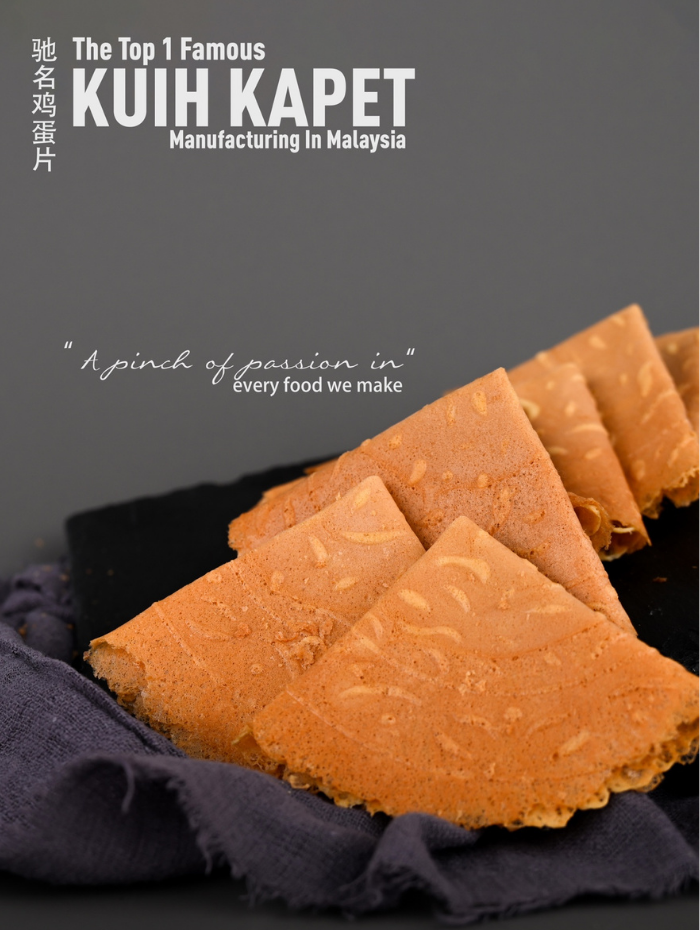 驰名鸡蛋片
The Top 1 Famous
KUIH KAPET
Manufacturing In Malaysia
“ A pinch of passion in “
every food we make